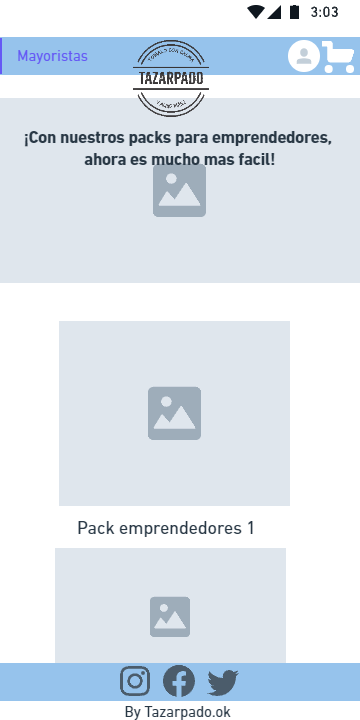 3:03
Mayoristas
TAZARPADO
¡Con nuestros packs para emprendedores,
ahora es mucho mas facil!
Pack emprendedores 1
By Tazarpado.ok